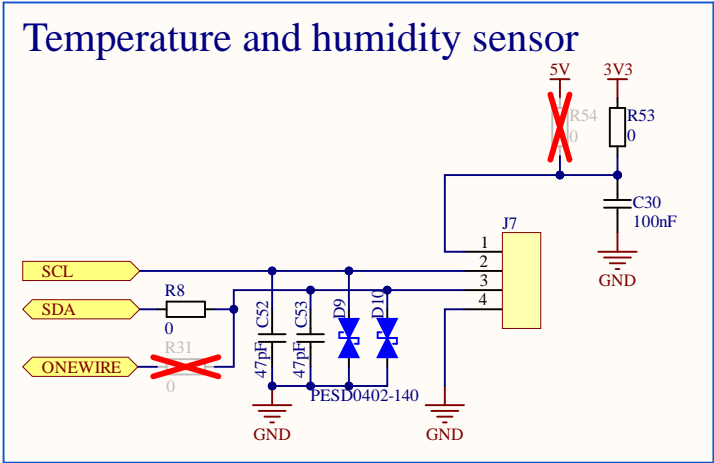 Temperature and humidity sensor
5V
3V3
R54
0
R53
0
C30
100nF
GND
J7
1
2
3
4
SCL
SDA
ONEWIRE
R8
0
R31
0
C52
47pF
C53
47pF
D9
D10
PESD0402-140
GND
GND